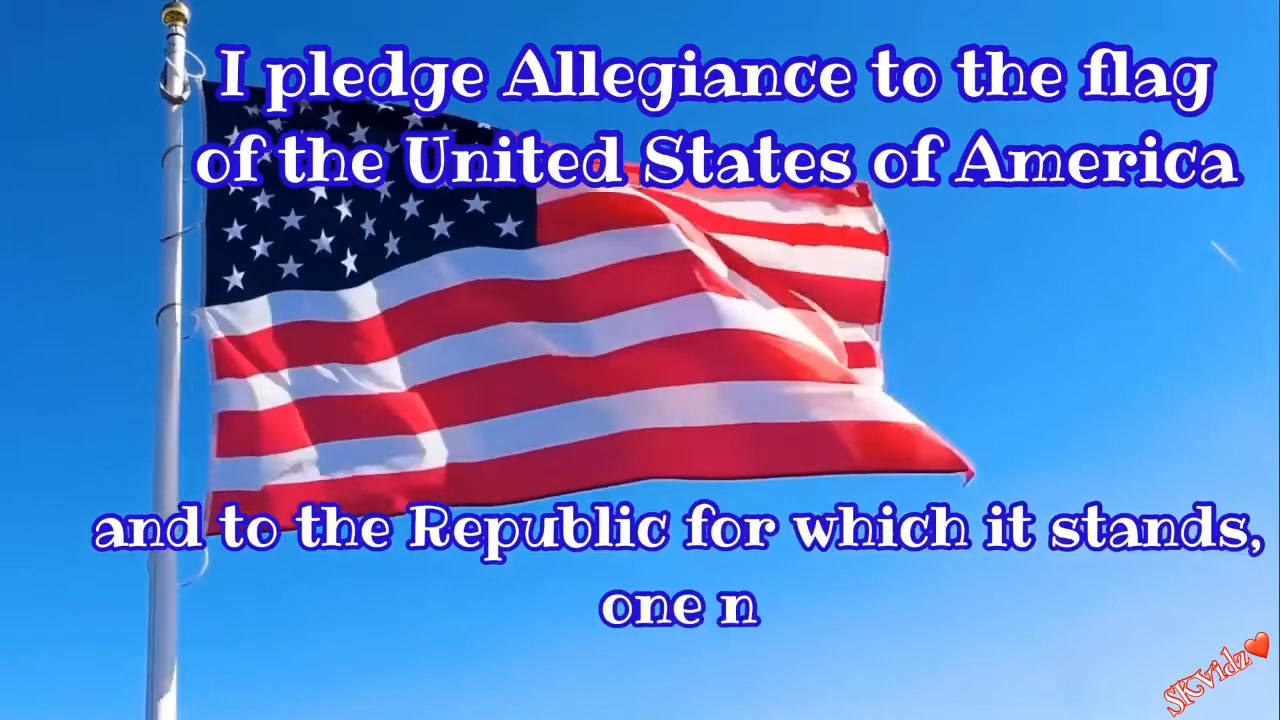 I pledge Allegiance to the flag
of the United States of America
and to the Republic for which it stands,
one n
SKVidz